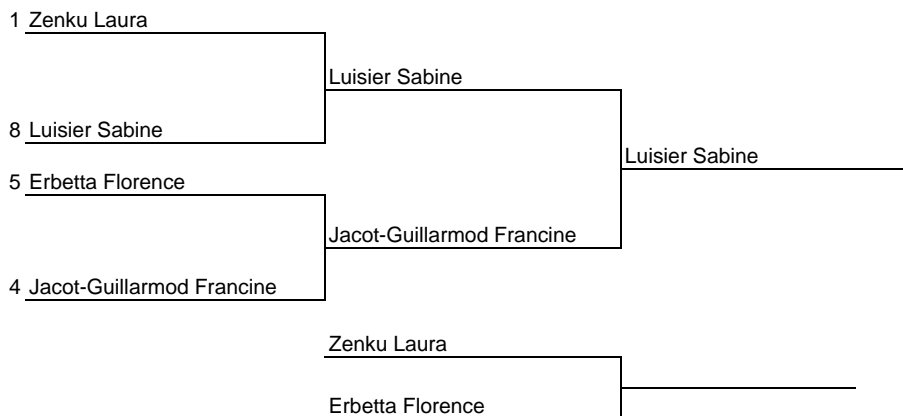 1 Zenku Laura
Luisier Sabine
8 Luisier Sabine
Luisier Sabine
5 Erbetta Florence
Jacot-Guillarmod Francine
4 Jacot-Guillarmod Francine
Zenku Laura
Erbetta Florence